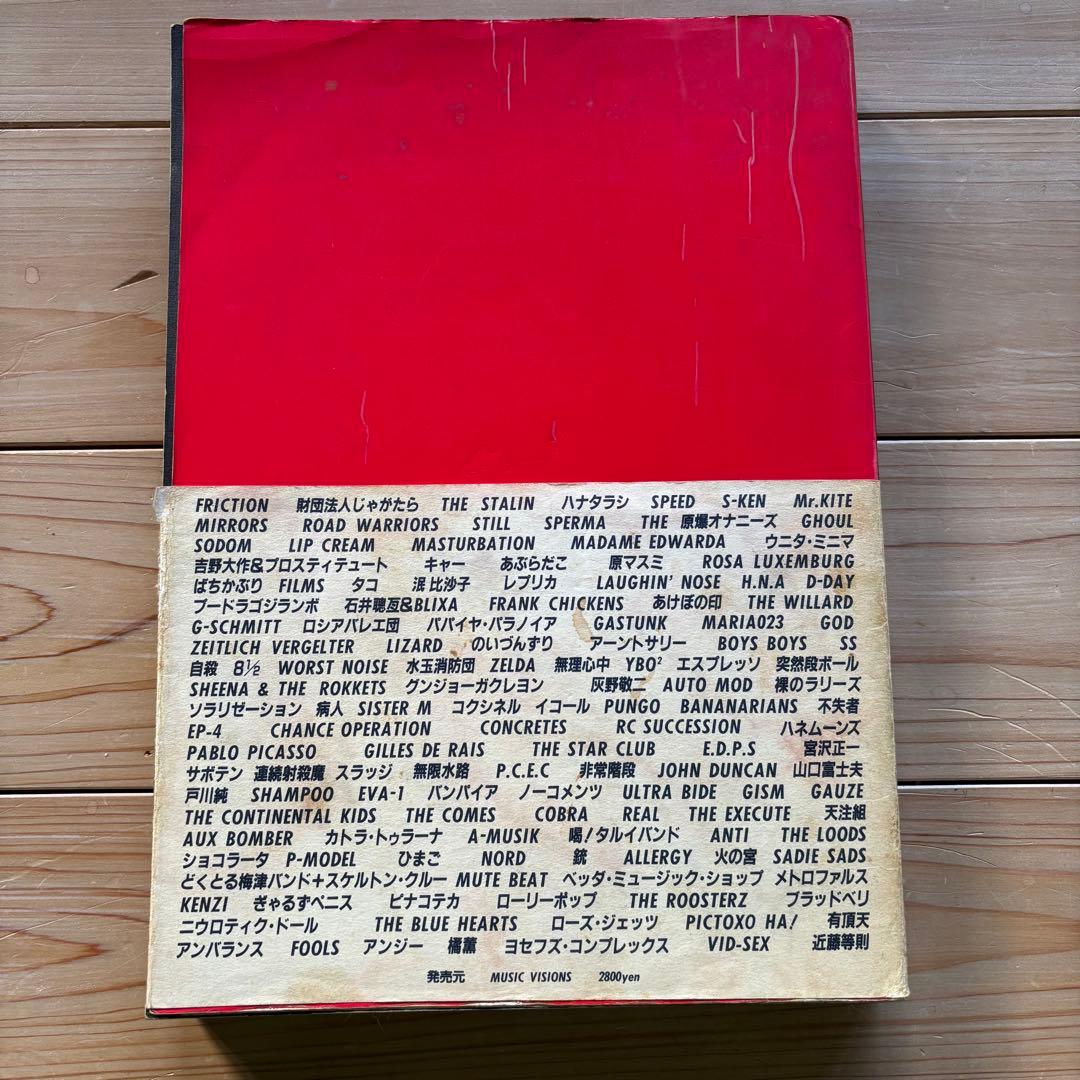 FRICTION 財団法人じゃがたら THE STALIN ハナタラシ SPEED S-KEN Mr.KITE
MIRRORS ROAD WARRIORS STILL SPERMA THE 原爆オナニーズ GHOUL
SODOM LIP CREAM MASTURBATION MADAME EDWARDA ウニタ・ミニマ
吉野大作&プロスティテュート キャー あぶらだこ 原マスミ ROSA LUXEMBURG
ばちかぶり FILMS タコ 泯比沙子 レプリカ LAUGHIN' NOSE H.N.A D-DAY
プードラゴジランボ 石井聰亙&BLIXA FRANK CHICKENS あけぼの印 THE WILLARD
G-SCHMITT ロシアバレエ団 パパイヤ・パラノイア GASTUNK MARIA023 GOD
ZEITLICH VERGELTER LIZARD のいづんずり アーントサリー BOYS BOYS SS
自殺 8½ WORST NOISE 水玉消防団 ZELDA 無理心中 YBO² エスプレッソ 突然段ボール
SHEENA & THE ROKKETS グンジョーガクレヨン 灰野敬二 AUTO MOD 裸のラリーズ
ソラリゼーション 病人 SISTER M コクシネル イコール PUNGO BANANARIANS 不失者
EP-4 CHANCE OPERATION CONCRETES RC SUCCESSION ハネムーンズ
PABLO PICASSO GILLES DE RAIS THE STAR CLUB E.D.P.S 宮沢正一
サボテン 連続射殺魔 スラッジ 無限水路 P.C.E.C 非常階段 JOHN DUNCAN 山口富士夫
戸川純 SHAMPOO EVA-1 バンパイア ノーコメンツ ULTRA BIDE GISM GAUZE
THE CONTINENTAL KIDS THE COMES COBRA REAL THE EXECUTE 天注組
AUX BOMBER カトラ・トゥラーナ A-MUSIK 喝!タルイバンド ANTI THE LOODS
ショコラータ P-MODEL ひまご NORD 銃 ALLERGY 火の宮 SADIE SADS
どくとる梅津バンド+スケルトン・クルー MUTE BEAT ベッダ・ミュージック・ショップ メトロファルス
KENZI ぎゃるずペニス ピナコテカ ローリーポップ THE ROOSTERZ ブラッドベリ
ニウロティク・ドール THE BLUE HEARTS ローズ・ジェッツ PICTOXO HA! 有頂天
アンバランス FOOLS アンジー 橘薫 ヨセフズ・コンプレックス VID-SEX 近藤等則
発売元 MUSIC VISIONS 2800yen